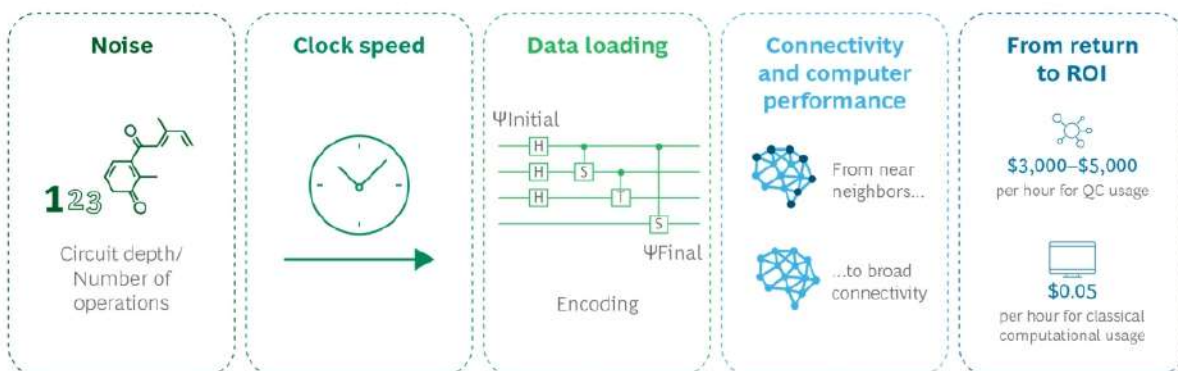 Noise
123
Circuit depth/
Number of
operations
Clock speed
Data loading
ΨInitial
H
S
H
T
H
S
ΨFinal
Encoding
Connectivity
and computer
performance
From near
neighbors...
...to broad
connectivity
From return
to ROI
$3,000–$5,000
per hour for QC usage
$0.05
per hour for classical
computational usage